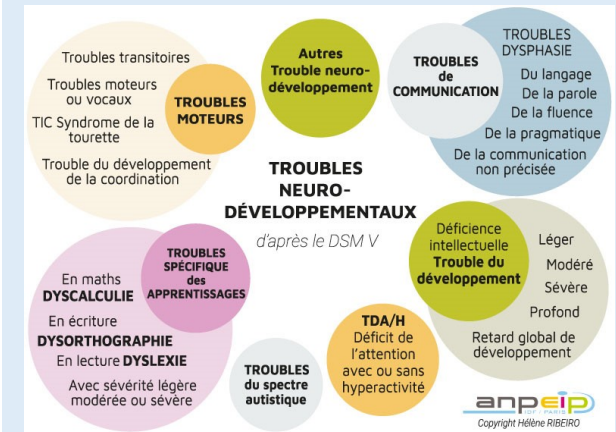 Troubles transitoires
Troubles moteurs
ou vocaux
TIC Syndrome de la
tourette
Trouble du développement
de la coordination
TROUBLES
MOTEURS
Autres
Trouble neuro-
développement
TROUBLES
de
COMMUNICATION
TROUBLES
DYSPHASIE
Du langage
De la parole
De la fluence
De la pragmatique
De la communication
non précisée
TROUBLES
NEURO-
DÉVELOPPEMENTAUX
d'après le DSM V
TROUBLES
SPÉCIFIQUE
des
APPRENTISSAGES
En maths
DYSCALCULIE
En écriture
DYSORTHOGRAPHIE
En lecture DYSLEXIE
Avec sévérité légère
modérée ou sévère
TROUBLES
du spectre
autistique
TDA/H
Déficit de
l'attention
avec ou sans
hyperactivité
Déficience
intellectuelle
Trouble du
développement
Léger
Modéré
Sévère
Profond
Retard global de
développement
anpeip
IDF - PARIS
Copyright Hélène RIBEIRO